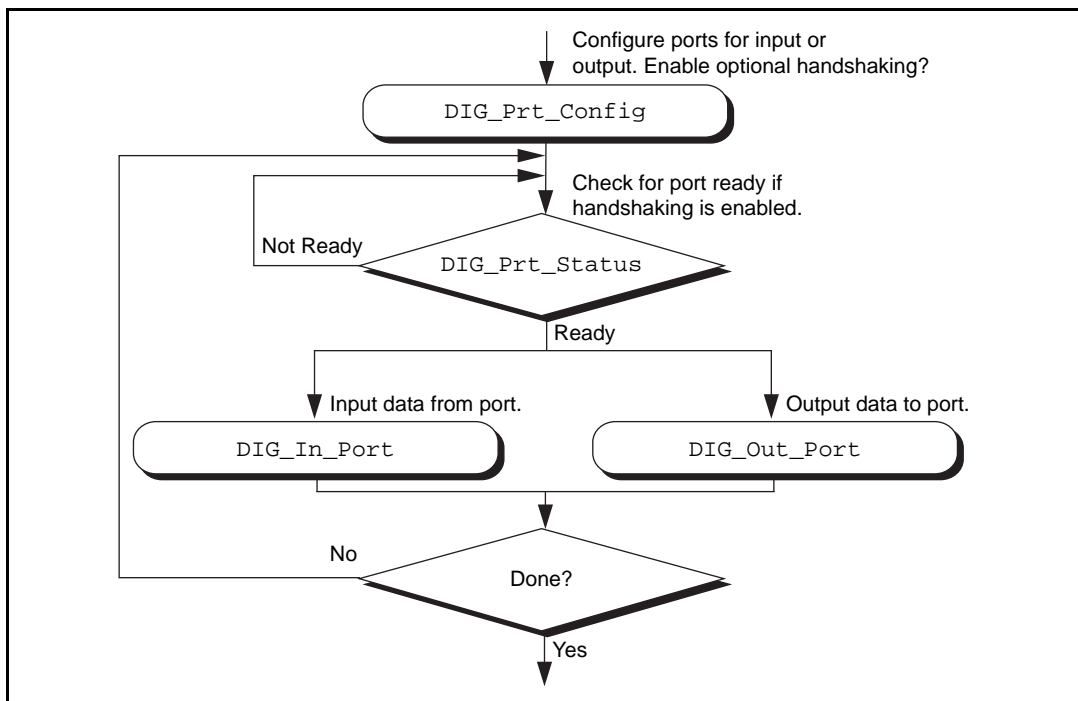 Configure ports for input or
output. Enable optional handshaking?
DIG_Prt_Config
Check for port ready if
handshaking is enabled.
Not Ready
DIG_Prt_Status
Ready
Input data from port.
Output data to port.
DIG_In_Port
DIG_Out_Port
No
Done?
Yes